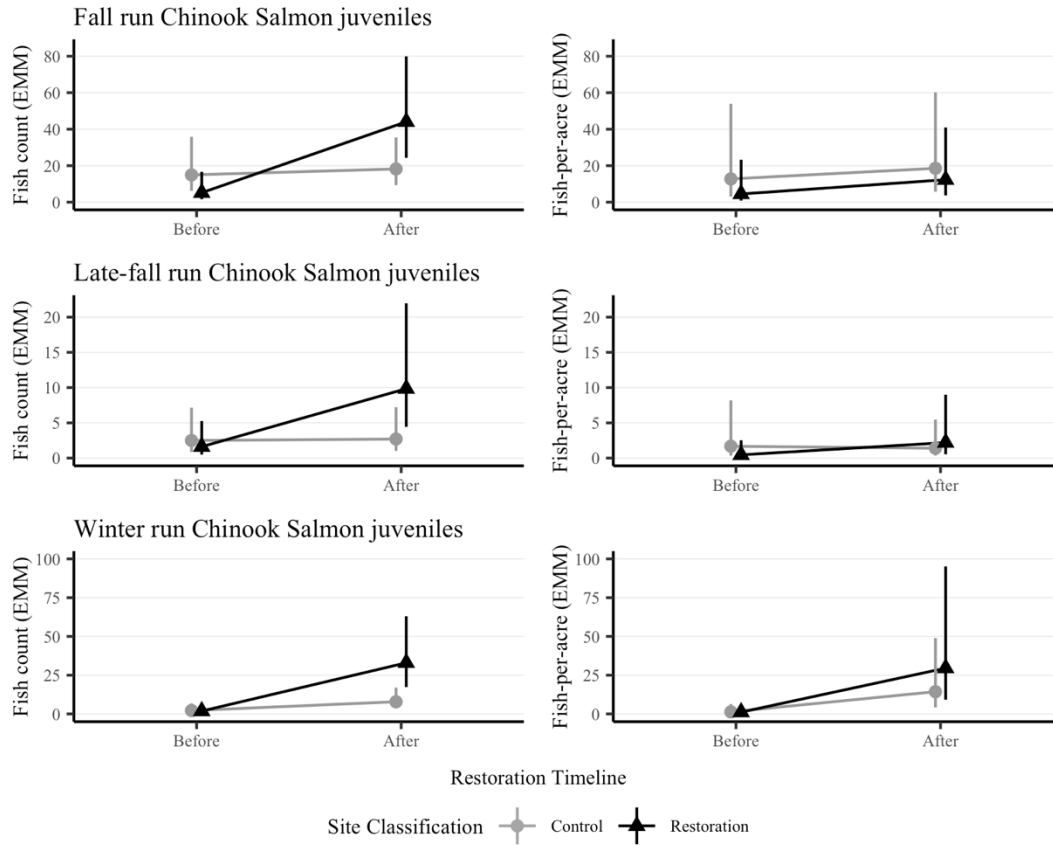 Fall run Chinook Salmon juveniles
Fish count (EMM)
80
60
40
20
0
Before
After
Fish-per-acre (EMM)
80
60
40
20
0
Before
After
Late-fall run Chinook Salmon juveniles
Fish count (EMM)
20
15
10
5
0
Before
After
Fish-per-acre (EMM)
20
15
10
5
0
Before
After
Winter run Chinook Salmon juveniles
Fish count (EMM)
100
75
50
25
0
Before
After
Fish-per-acre (EMM)
100
75
50
25
0
Before
After
Restoration Timeline
Site Classification Control Restoration